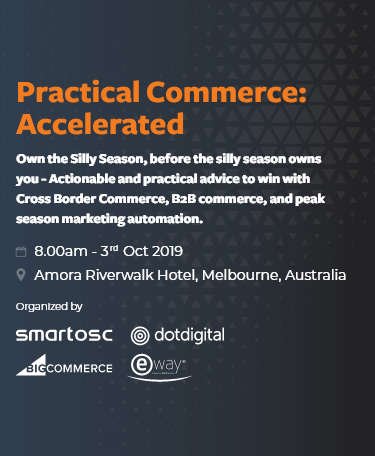 Practical Commerce:
Accelerated
Own the Silly Season, before the silly season owns
you - Actionable and practical advice to win with
Cross Border Commerce, B2B commerce, and peak
season marketing automation.
8.00am - 3rd Oct 2019
Amora Riverwalk Hotel, Melbourne, Australia
Organized by
smartosc dotdigital
BIGCOMMERCE eway